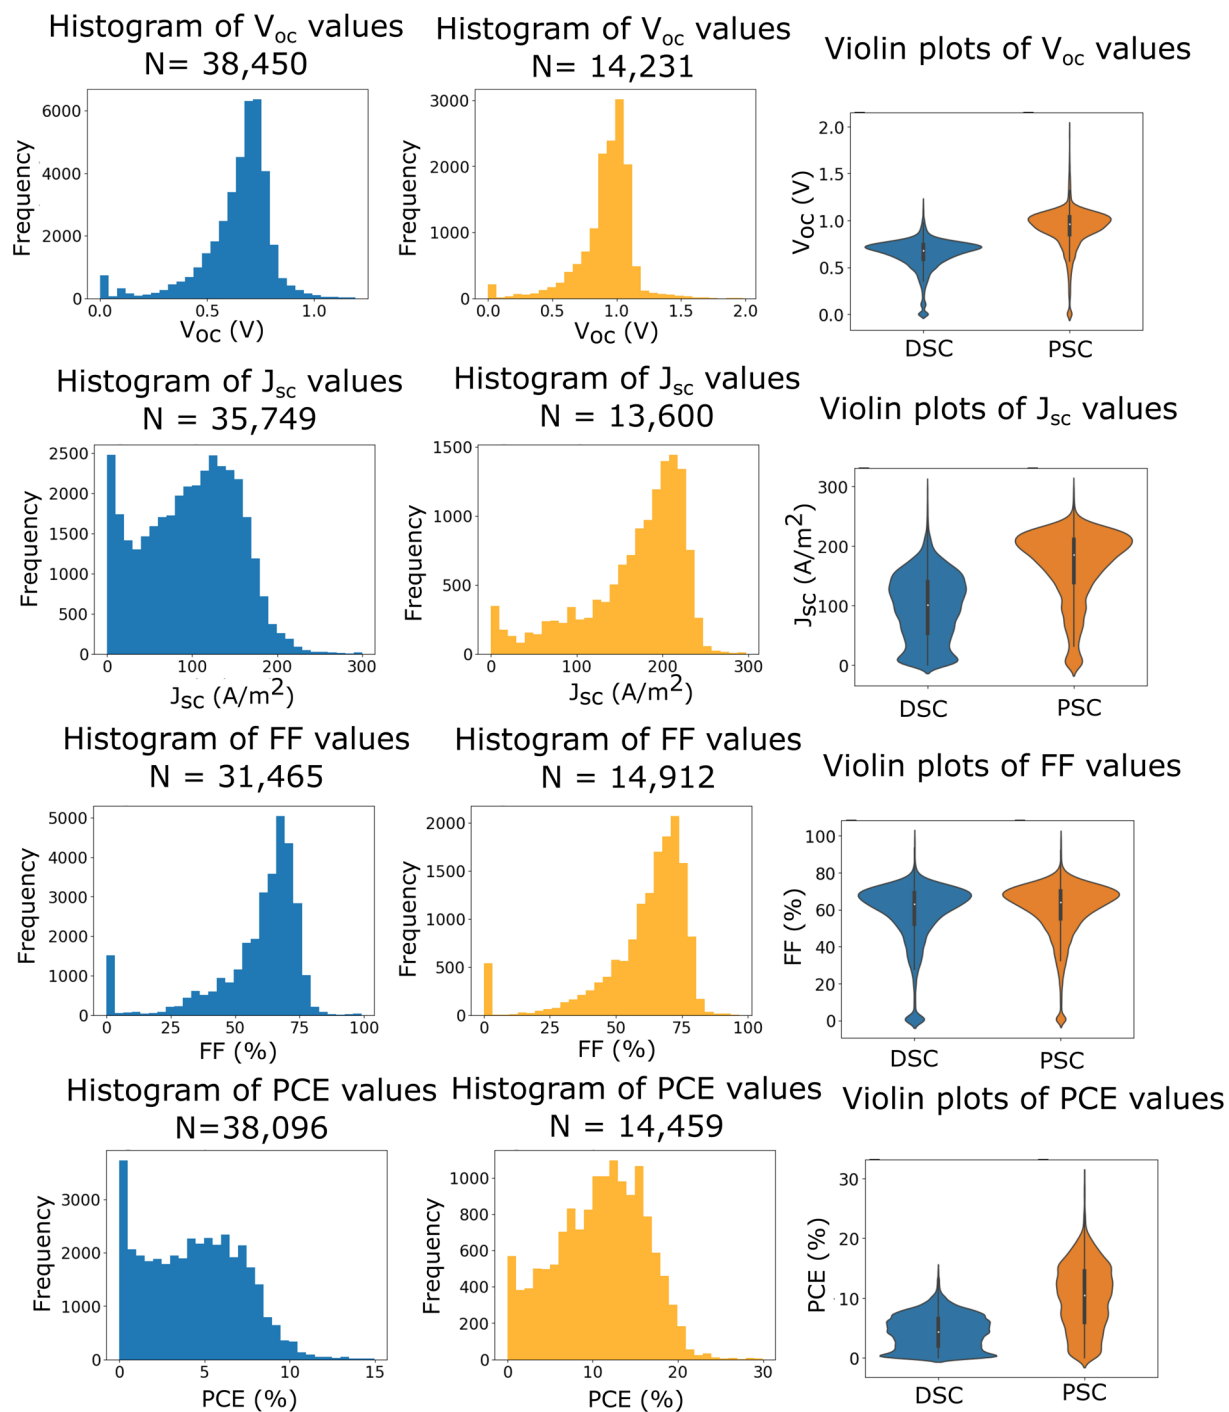 Histogram of Voc values
N= 38,450
Frequency
6000
4000
2000
0
0.0 0.5 1.0
VOC (V)
Histogram of Voc values
N= 14,231
Frequency
3000
2000
1000
0
0.0 0.5 1.0 1.5 2.0
VOC (V)
Violin plots of Voc values
VOC (V)
2.0
1.5
1.0
0.5
0.0
DSC PSC
Histogram of Jsc values
N = 35,749
Frequency
2500
2000
1500
1000
500
0
0 100 200 300
JSC (A/m2)
Histogram of Jsc values
N = 13,600
Frequency
1500
1000
500
0
0 100 200 300
JSC (A/m2)
Violin plots of Jsc values
JSC (A/m2)
300
200
100
0
DSC PSC
Histogram of FF values
N = 31,465
Frequency
5000
4000
3000
2000
1000
0
0 25 50 75 100
FF (%)
Histogram of FF values
N = 14,912
Frequency
2000
1500
1000
500
0
0 25 50 75 100
FF (%)
Violin plots of FF values
FF (%)
100
80
60
40
20
0
DSC PSC
Histogram of PCE values
N=38,096
Frequency
3000
2000
1000
0
0 5 10 15
PCE (%)
Histogram of PCE values
N = 14,459
Frequency
1000
800
600
400
200
0
0 10 20 30
PCE (%)
Violin plots of PCE values
PCE (%)
30
20
10
0
DSC PSC